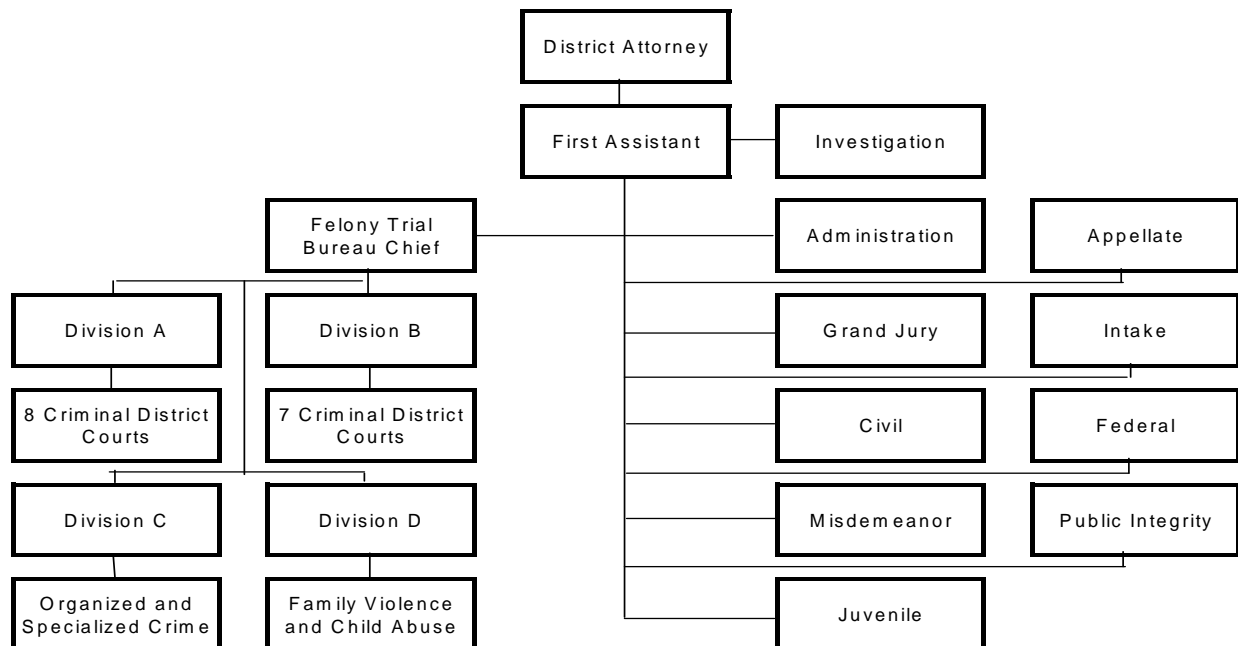 District Attorney
First Assistant
Investigation
Felony Trial
Bureau Chief
Administration
Appellate
Division A
Division B
Grand Jury
Intake
8 Criminal District
Courts
7 Criminal District
Courts
Civil
Federal
Division C
Division D
Misdemeanor
Public Integrity
Organized and
Specialized Crime
Family Violence
and Child Abuse
Juvenile